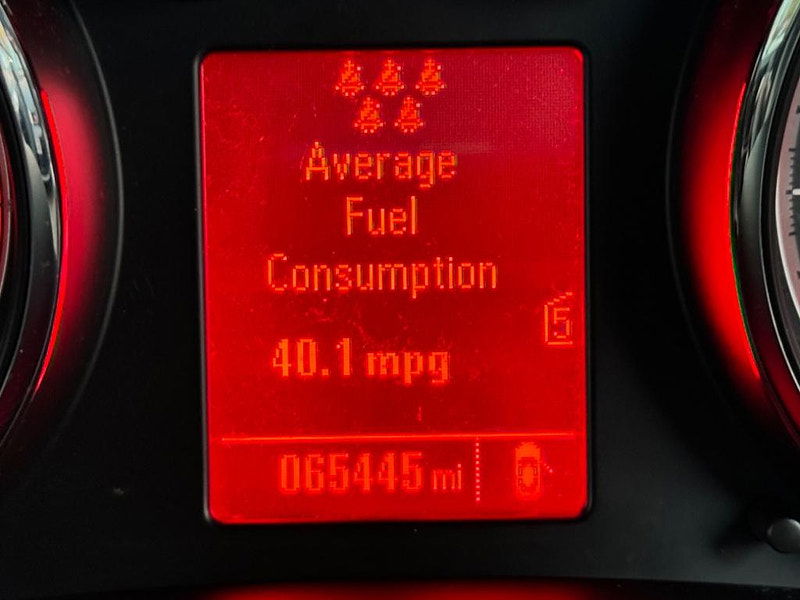 Average
Fuel
Consumption
5
40.1 mpg
065445 mi